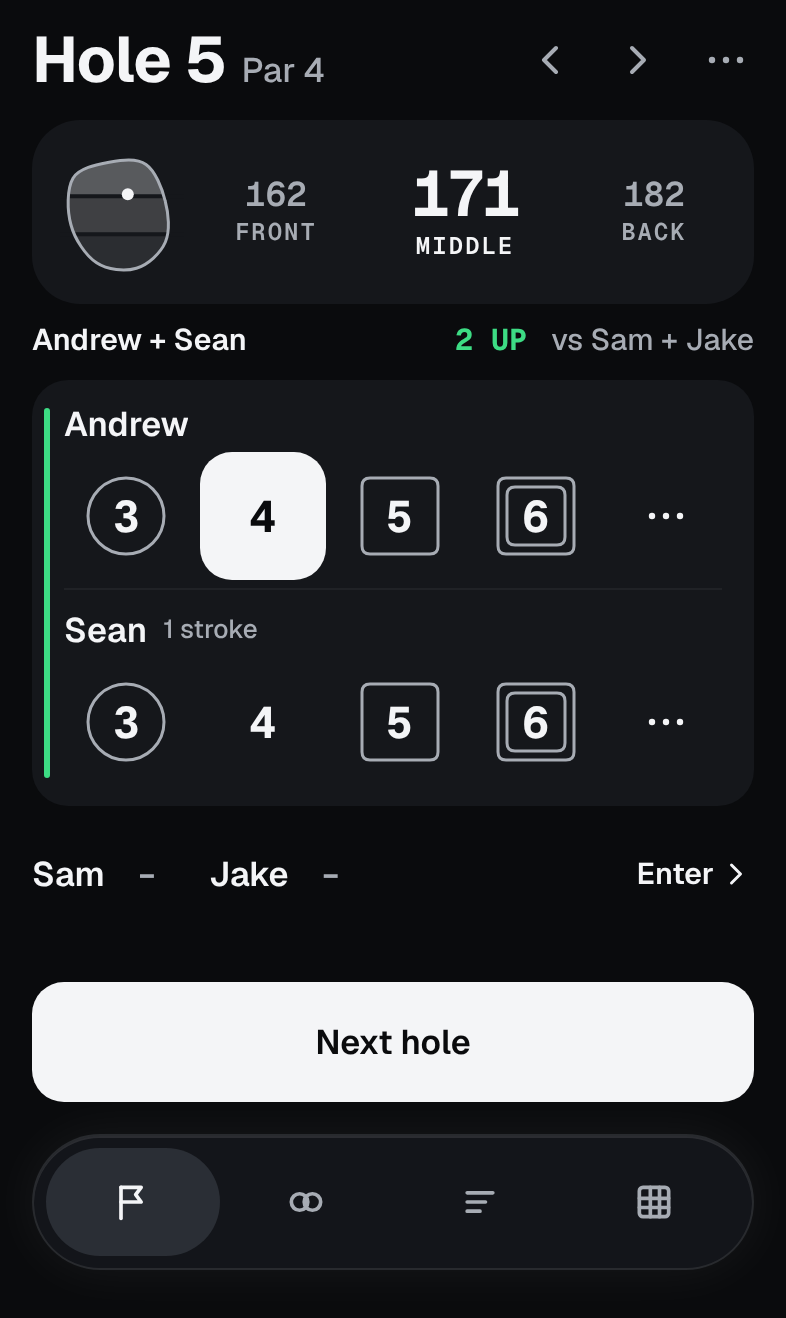 Hole 5 Par 4 ...
162 171 182
FRONT MIDDLE BACK
Andrew + Sean 2 UP vs Sam + Jake
Andrew
3 4 5 6 ...
Sean 1 stroke
3 4 5 6 ...
Sam - Jake - Enter >
Next hole